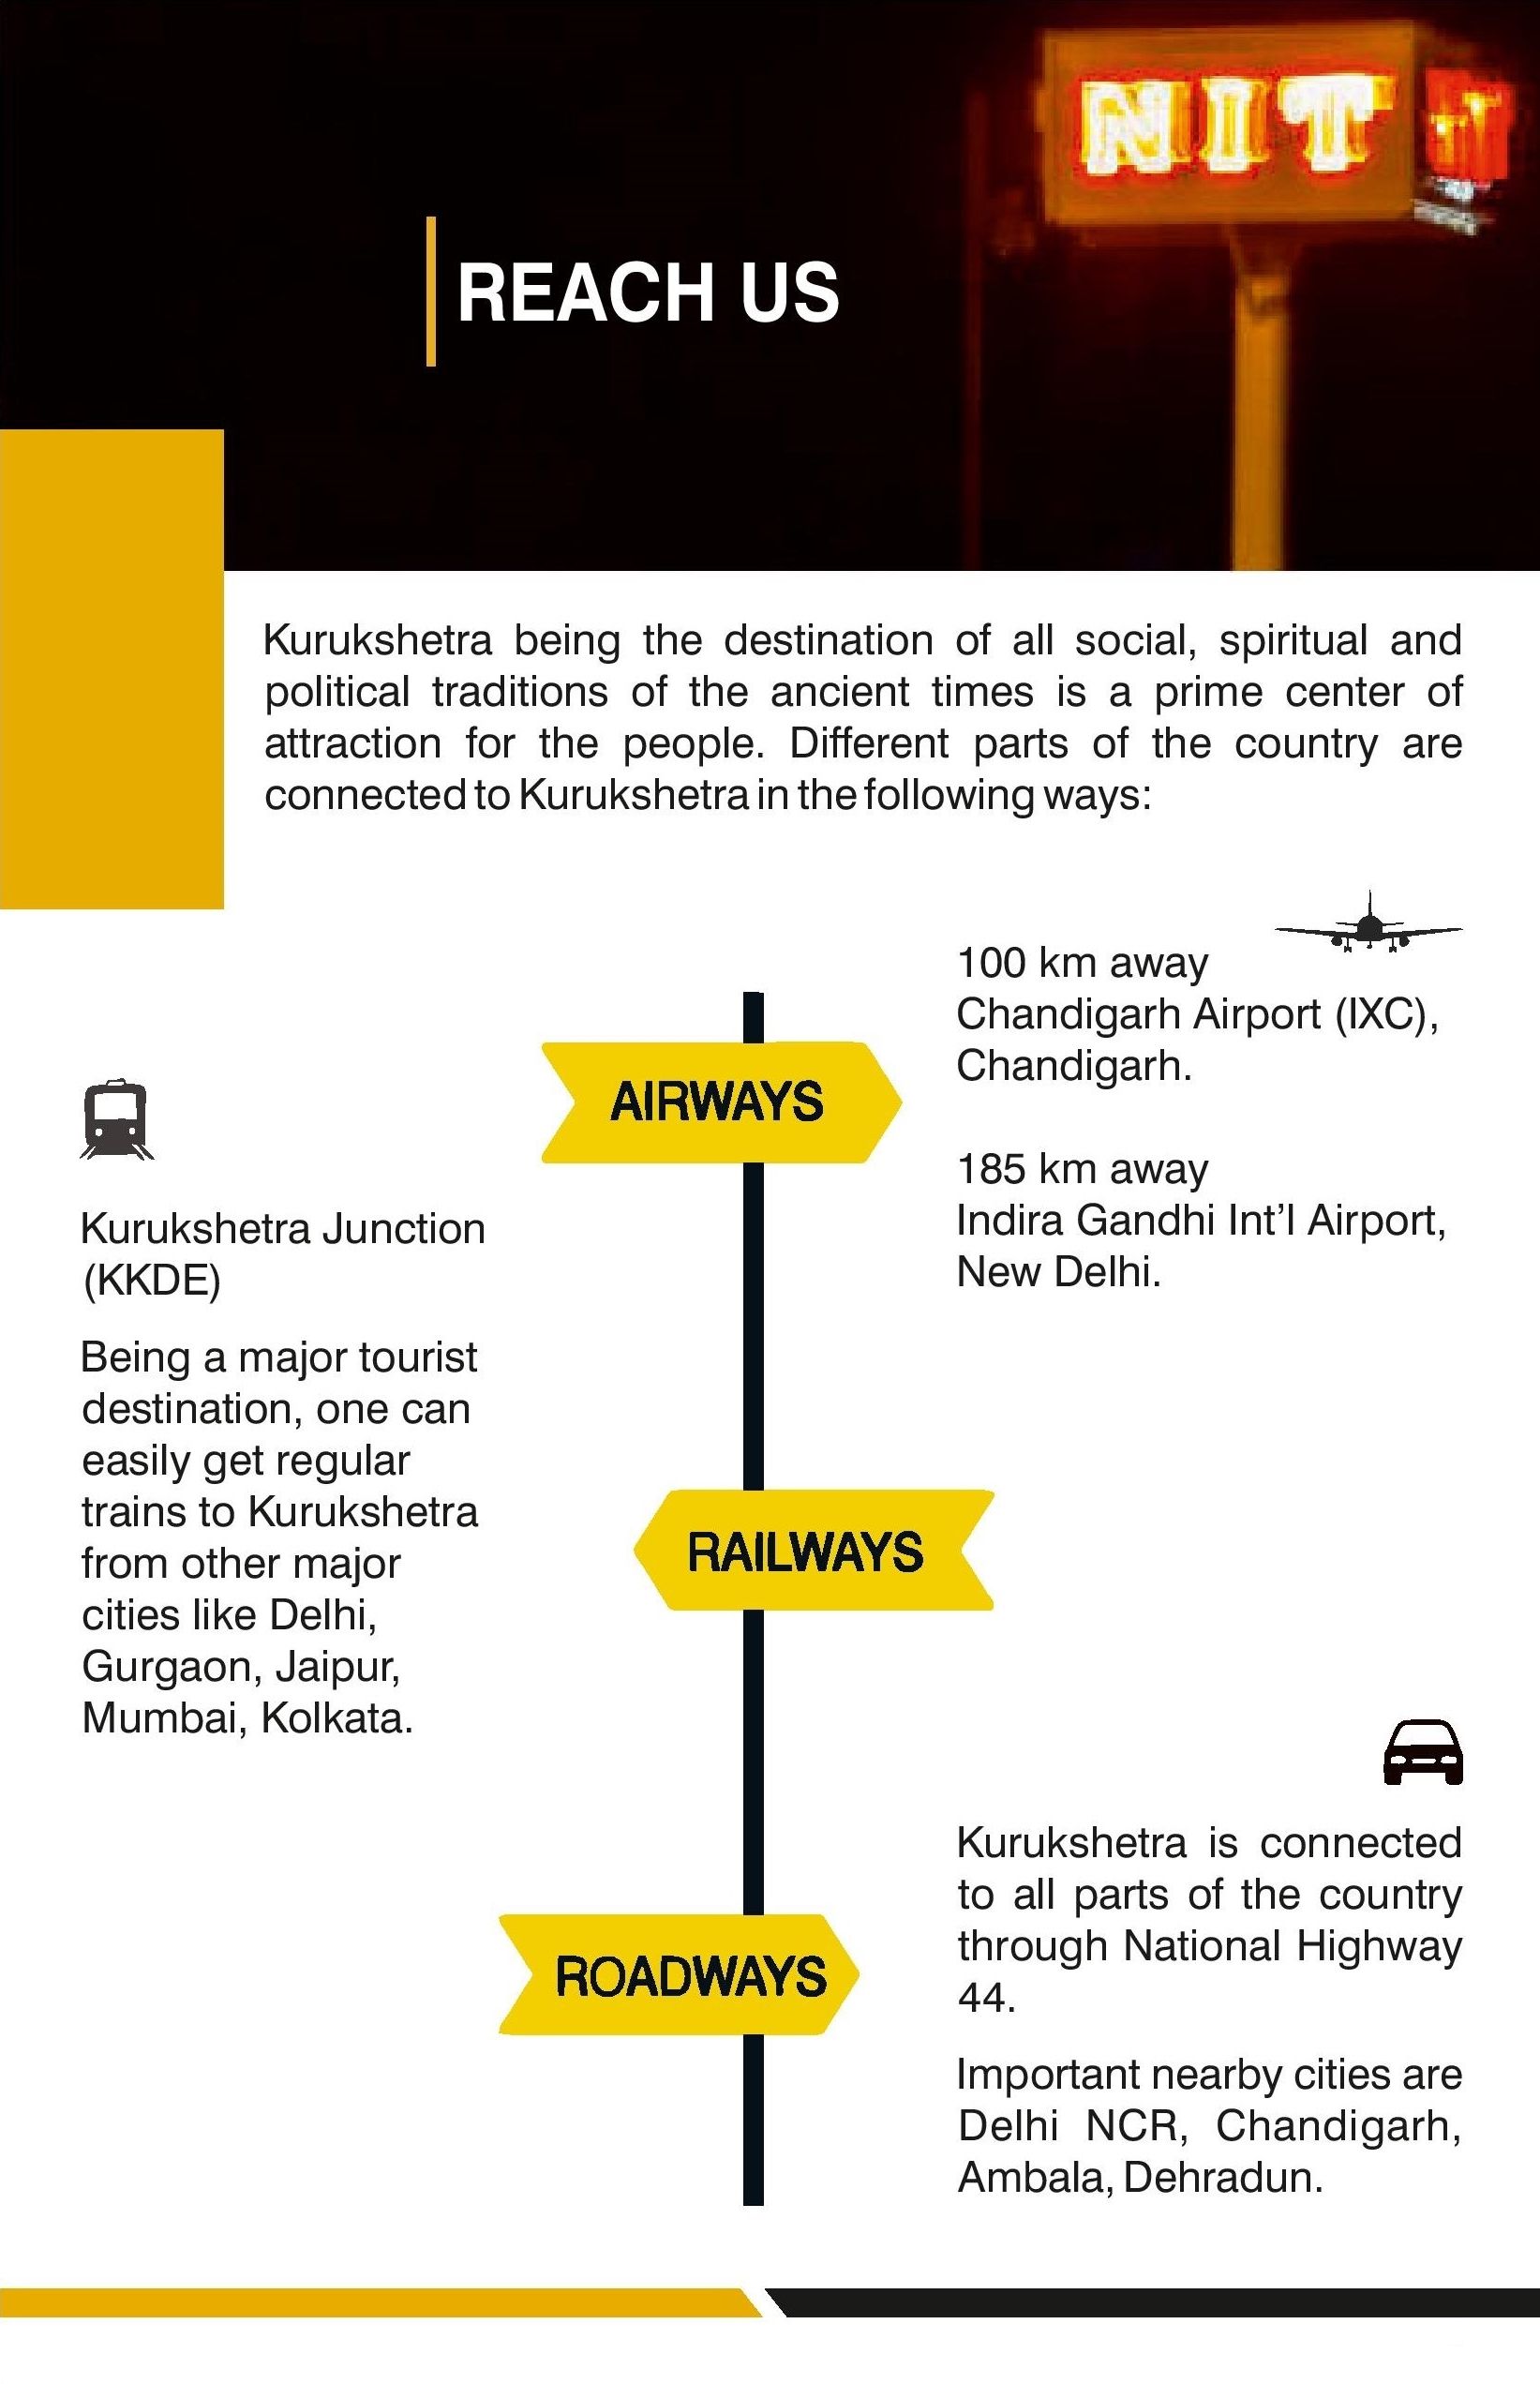 NIT
REACH US
Kurukshetra being the destination of all social, spiritual and
political traditions of the ancient times is a prime center of
attraction for the people. Different parts of the country are
connected to Kurukshetra in the following ways:
100 km away
Chandigarh Airport (IXC),
Chandigarh.
185 km away
Indira Gandhi Int'l Airport,
New Delhi.
AIRWAYS
Kurukshetra Junction
(KKDE)
Being a major tourist
destination, one can
easily get regular
trains to Kurukshetra
from other major
cities like Delhi,
Gurgaon, Jaipur,
Mumbai, Kolkata.
RAILWAYS
ROADWAYS
Kurukshetra is connected
to all parts of the country
through National Highway
44.
Important nearby cities are
Delhi NCR, Chandigarh,
Ambala, Dehradun.